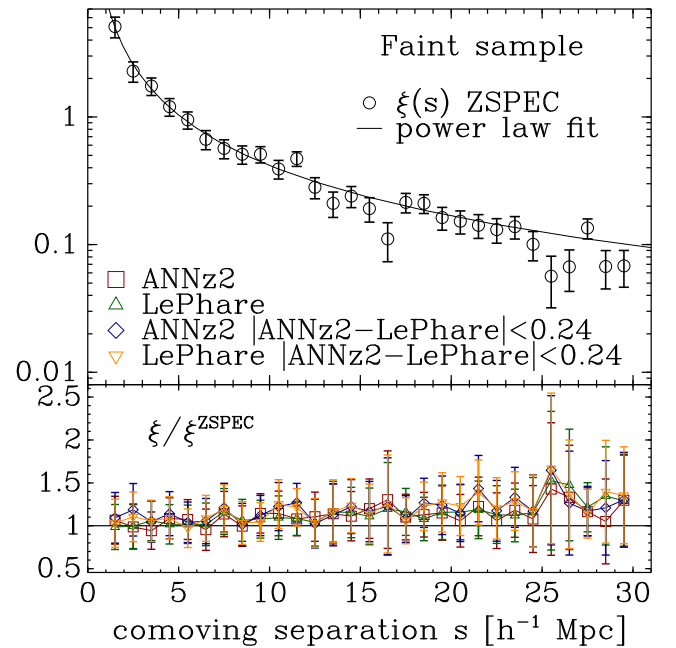 Faint sample
ξ(s) ZSPEC
power law fit
1
0.1
0.01
ANNz2
LePhare
ANNz2 |ANNz2−LePhare|<0.24
LePhare |ANNz2−LePhare|<0.24
2.5
2
1.5
1
0.5
ξ/ξ^ZSPEC
0 5 10 15 20 25 30
comoving separation s [h⁻¹ Mpc]